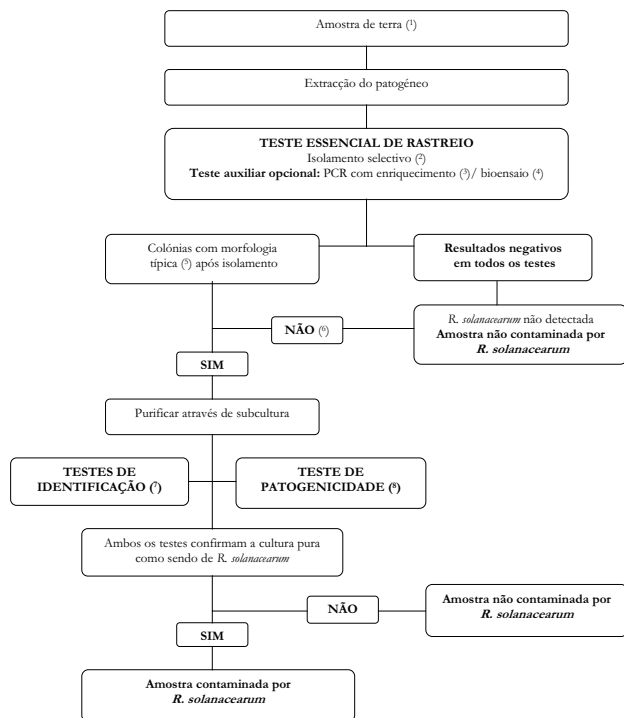 Amostra de terra (¹)
Extracção do patogéneo
TESTE ESSENCIAL DE RASTREIO
Isolamento selectivo (²)
Teste auxiliar opcional: PCR com enriquecimento (³)/ bioensaio (⁴)
Colónias com morfologia
típica (⁵) após isolamento
Resultados negativos
em todos os testes
NÃO (⁶)
R. solanacearum não detectada
Amostra não contaminada por
R. solanacearum
SIM
Purificar através de subcultura
TESTES DE
IDENTIFICAÇÃO (⁷)
TESTE DE
PATOGENICIDADE (⁸)
Ambos os testes confirmam a cultura pura
como sendo de R. solanacearum
NÃO
Amostra não contaminada por
R. solanacearum
SIM
Amostra contaminada por
R. solanacearum